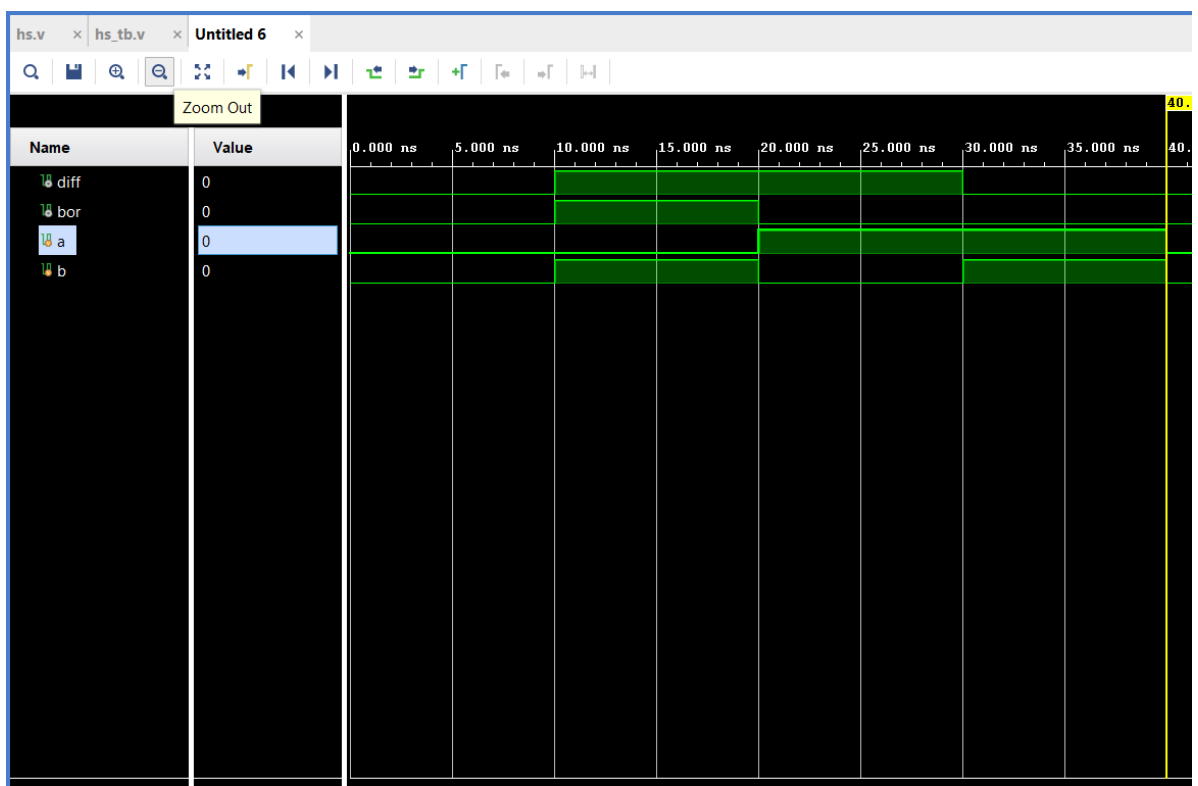 hs.v × hs_tb.v × Untitled 6 ×
Zoom Out
40.
Name Value 0.000 ns 5.000 ns 10.000 ns 15.000 ns 20.000 ns 25.000 ns 30.000 ns 35.000 ns 40.
diff 0
bor 0
a 0
b 0